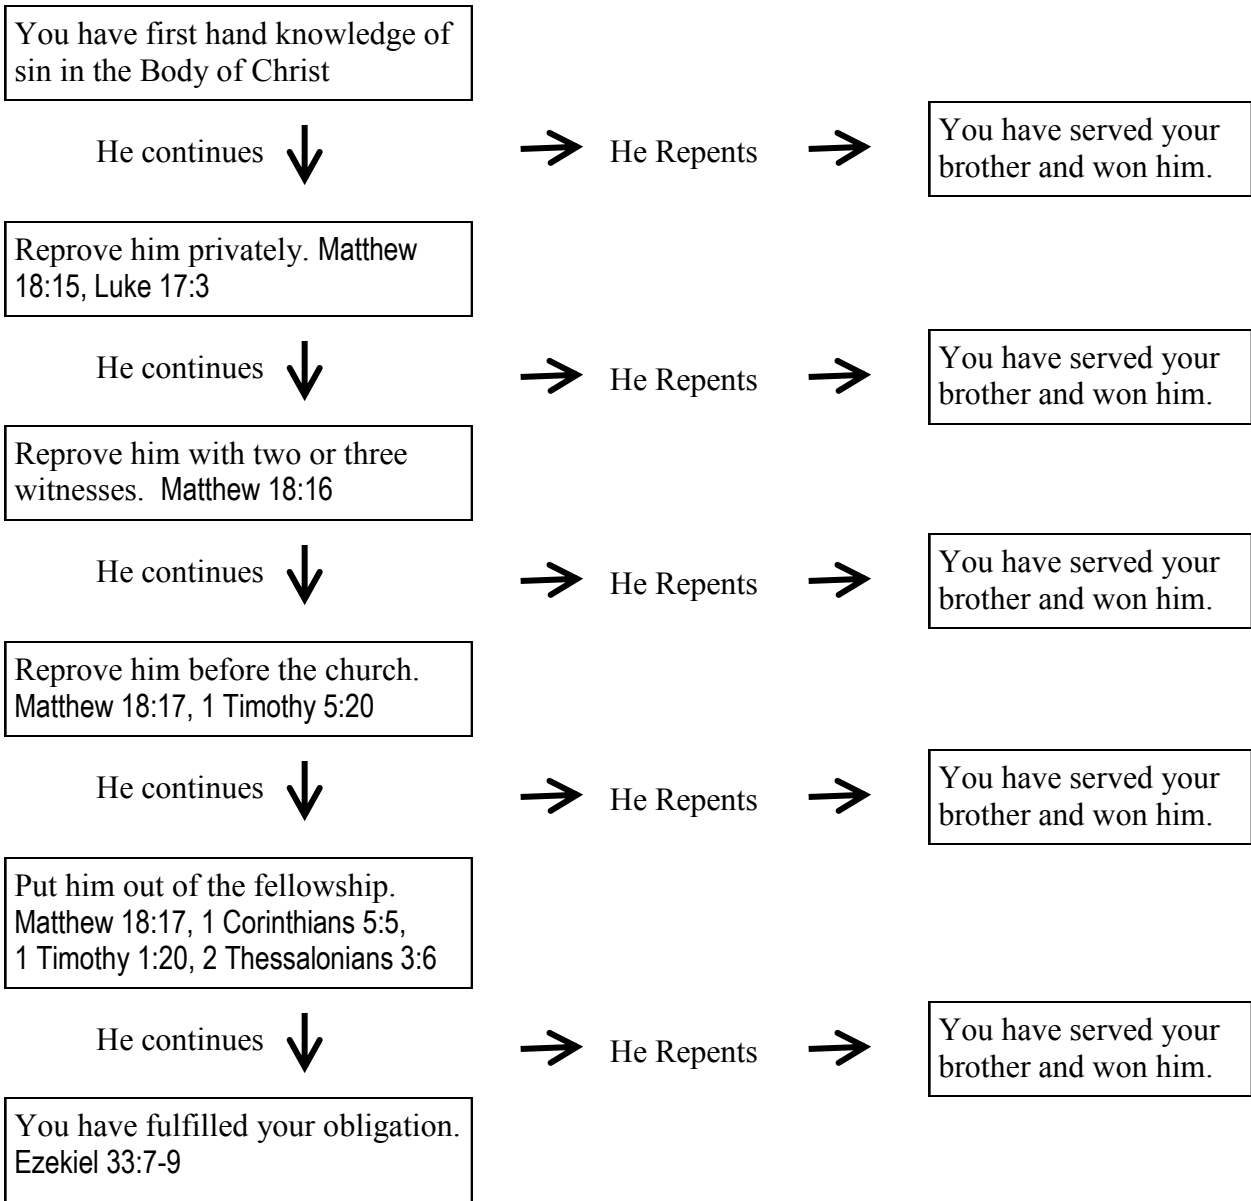 You have first hand knowledge of
sin in the Body of Christ
He continues
He Repents
You have served your
brother and won him.
Reprove him privately. Matthew
18:15, Luke 17:3
He continues
He Repents
You have served your
brother and won him.
Reprove him with two or three
witnesses.  Matthew 18:16
He continues
He Repents
You have served your
brother and won him.
Reprove him before the church.
Matthew 18:17, 1 Timothy 5:20
He continues
He Repents
You have served your
brother and won him.
Put him out of the fellowship.
Matthew 18:17, 1 Corinthians 5:5,
1 Timothy 1:20, 2 Thessalonians 3:6
He continues
He Repents
You have served your
brother and won him.
You have fulfilled your obligation.
Ezekiel 33:7-9